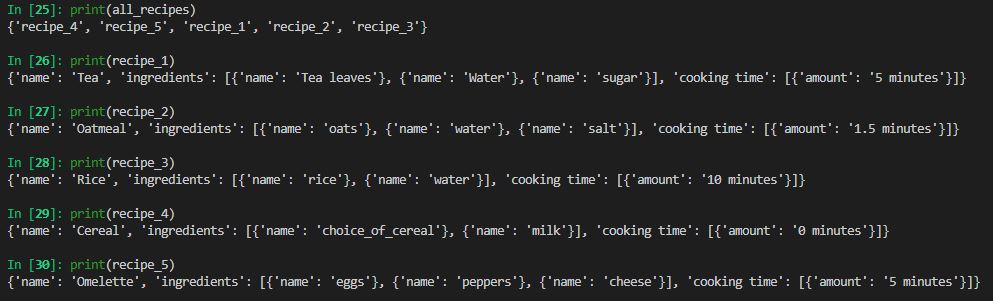 In [25]: print(all_recipes)
{'recipe_4', 'recipe_5', 'recipe_1', 'recipe_2', 'recipe_3'}
In [26]: print(recipe_1)
{'name': 'Tea', 'ingredients': [{'name': 'Tea leaves'}, {'name': 'Water'}, {'name': 'sugar'}], 'cooking time': [{'amount': '5 minutes'}]}
In [27]: print(recipe_2)
{'name': 'Oatmeal', 'ingredients': [{'name': 'oats'}, {'name': 'water'}, {'name': 'salt'}], 'cooking time': [{'amount': '1.5 minutes'}]}
In [28]: print(recipe_3)
{'name': 'Rice', 'ingredients': [{'name': 'rice'}, {'name': 'water'}], 'cooking time': [{'amount': '10 minutes'}]}
In [29]: print(recipe_4)
{'name': 'Cereal', 'ingredients': [{'name': 'choice_of_cereal'}, {'name': 'milk'}], 'cooking time': [{'amount': '0 minutes'}]}
In [30]: print(recipe_5)
{'name': 'Omelette', 'ingredients': [{'name': 'eggs'}, {'name': 'peppers'}, {'name': 'cheese'}], 'cooking time': [{'amount': '5 minutes'}]}